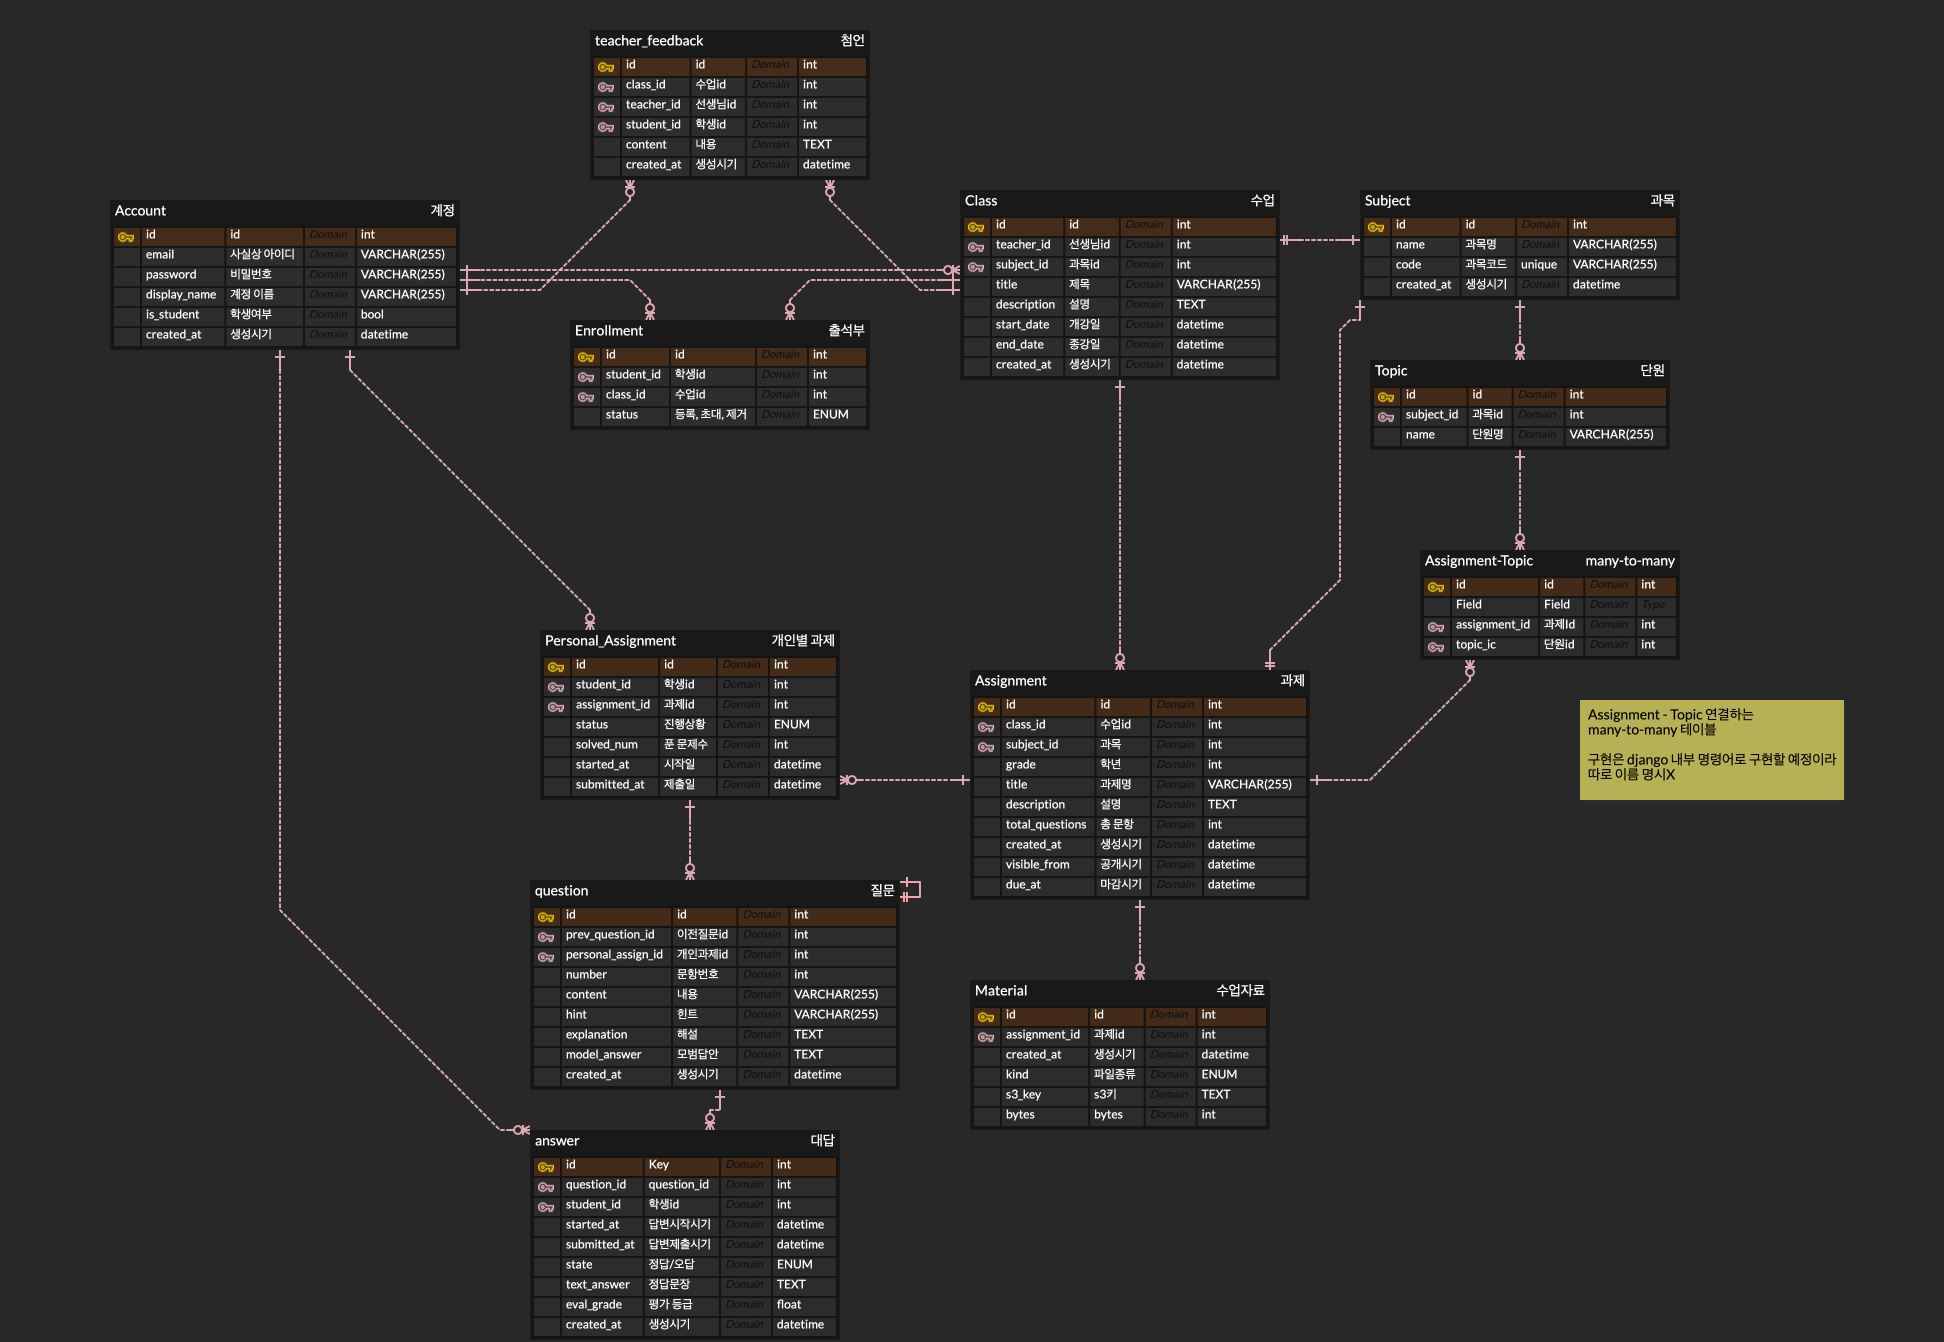 teacher_feedback 첨언
id id Domain int
class_id 수업id Domain int
teacher_id 선생님id Domain int
student_id 학생id Domain int
content 내용 Domain TEXT
created_at 생성시기 Domain datetime
Account 계정
id id Domain int
email 사실상 아이디 Domain VARCHAR(255)
password 비밀번호 Domain VARCHAR(255)
display_name 계정 이름 Domain VARCHAR(255)
is_student 학생여부 Domain bool
created_at 생성시기 Domain datetime
Enrollment 출석부
id id Domain int
student_id 학생id Domain int
class_id 수업id Domain int
status 등록, 초대, 제거 Domain ENUM
Class 수업
id id Domain int
teacher_id 선생님id Domain int
subject_id 과목id Domain int
title 제목 Domain VARCHAR(255)
description 설명 Domain TEXT
start_date 개강일 Domain datetime
end_date 종강일 Domain datetime
created_at 생성시기 Domain datetime
Subject 과목
id id Domain int
name 과목명 Domain VARCHAR(255)
code 과목코드 unique VARCHAR(255)
created_at 생성시기 Domain datetime
Topic 단원
id id Domain int
subject_id 과목id Domain int
name 단원명 Domain VARCHAR(255)
Assignment-Topic many-to-many
id id Domain int
Field Field Domain Type
assignment_id 과제Id Domain int
topic_ic 단원id Domain int
Assignment - Topic 연결하는
many-to-many 테이블
구현은 django 내부 명령어로 구현할 예정이라
따로 이름 명시X
Personal_Assignment 개인별 과제
id id Domain int
student_id 학생id Domain int
assignment_id 과제id Domain int
status 진행상황 Domain ENUM
solved_num 푼 문제수 Domain int
started_at 시작일 Domain datetime
submitted_at 제출일 Domain datetime
Assignment 과제
id id Domain int
class_id 수업id Domain int
subject_id 과목 Domain int
grade 학년 Domain int
title 과제명 Domain VARCHAR(255)
description 설명 Domain TEXT
total_questions 총 문항 Domain int
created_at 생성시기 Domain datetime
visible_from 공개시기 Domain datetime
due_at 마감시기 Domain datetime
question 질문
id id Domain int
prev_question_id 이전질문id Domain int
personal_assign_id 개인과제id Domain int
number 문항번호 Domain int
content 내용 Domain VARCHAR(255)
hint 힌트 Domain VARCHAR(255)
explanation 해설 Domain TEXT
model_answer 모범답안 Domain TEXT
created_at 생성시기 Domain datetime
Material 수업자료
id id Domain int
assignment_id 과제id Domain int
created_at 생성시기 Domain datetime
kind 파일종류 Domain ENUM
s3_key s3키 Domain TEXT
bytes bytes Domain int
answer 대답
id Key Domain int
question_id question_id Domain int
student_id 학생id Domain int
started_at 답변시작시기 Domain datetime
submitted_at 답변제출시기 Domain datetime
state 정답/오답 Domain ENUM
text_answer 정답문장 Domain TEXT
eval_grade 평가 등급 Domain float
created_at 생성시기 Domain datetime